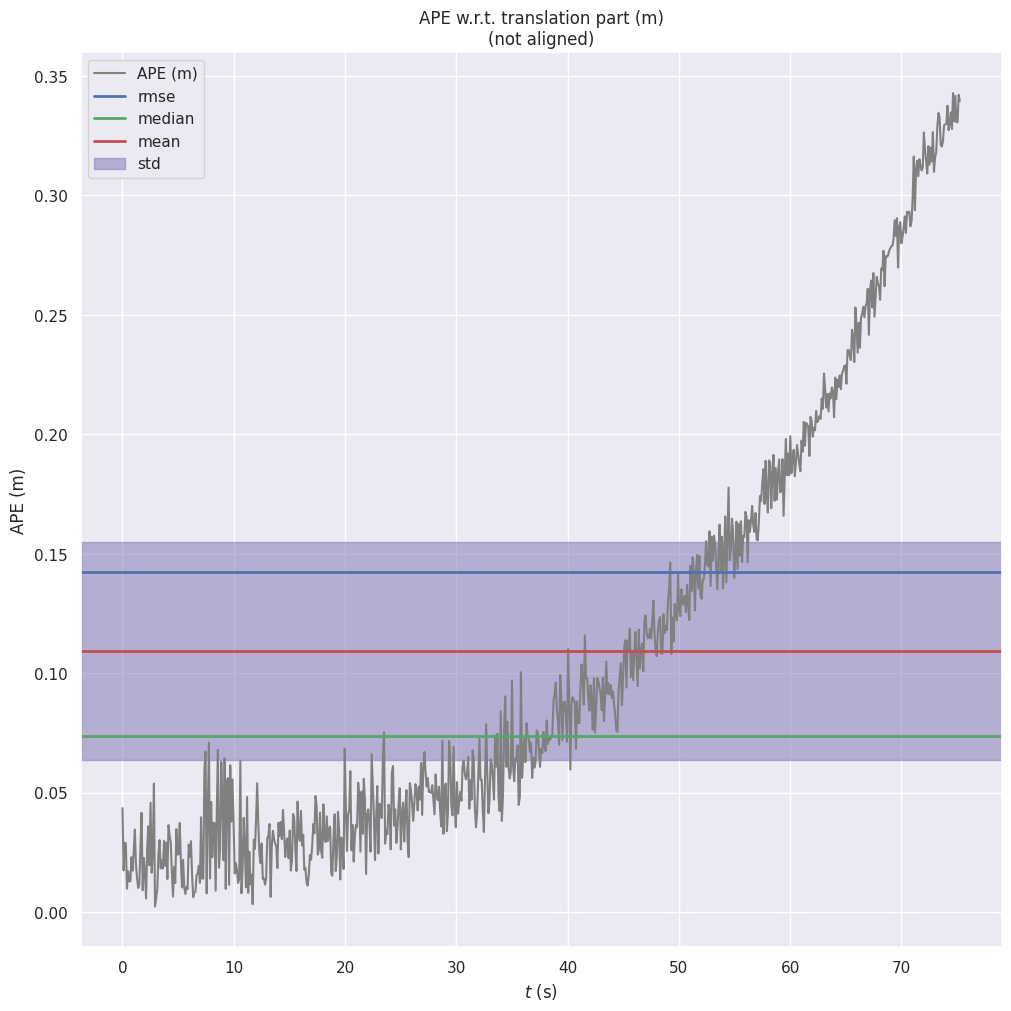 APE w.r.t. translation part (m)
(not aligned)
APE (m)
rmse
median
mean
std
0.35
0.30
0.25
0.20
0.15
0.10
0.05
0.00
APE (m)
0 10 20 30 40 50 60 70
t (s)